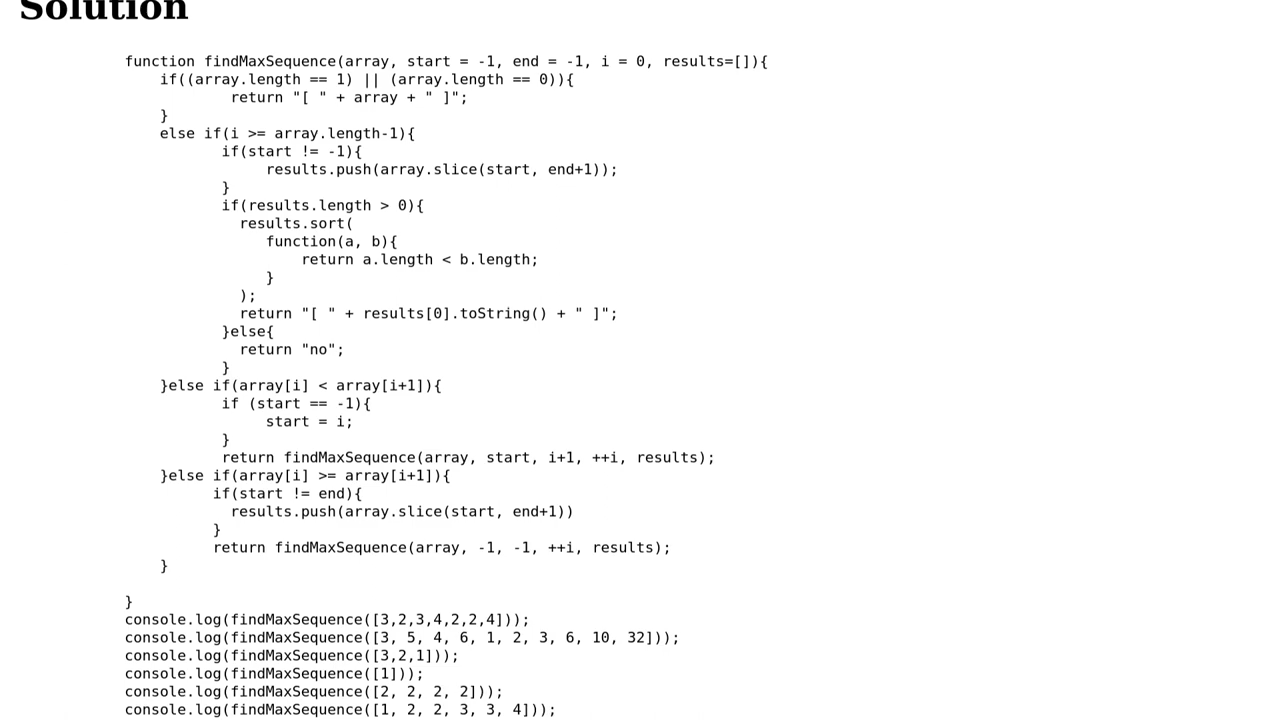 Solution
function findMaxSequence(array, start = -1, end = -1, i = 0, results=[]){
    if((array.length == 1) || (array.length == 0)){
            return "[ " + array + " ]";
    }
    else if(i >= array.length-1){
           if(start != -1){
                results.push(array.slice(start, end+1));
           }
           if(results.length > 0){
             results.sort(
                function(a, b){
                    return a.length < b.length;
                }
             );
             return "[ " + results[0].toString() + " ]";
           }else{
             return "no";
           }
    }else if(array[i] < array[i+1]){
           if (start == -1){
                start = i;
           }
           return findMaxSequence(array, start, i+1, ++i, results);
    }else if(array[i] >= array[i+1]){
          if(start != end){
            results.push(array.slice(start, end+1))
          }
          return findMaxSequence(array, -1, -1, ++i, results);
    }
}
console.log(findMaxSequence([3,2,3,4,2,2,4]));
console.log(findMaxSequence([3, 5, 4, 6, 1, 2, 3, 6, 10, 32]));
console.log(findMaxSequence([3,2,1]));
console.log(findMaxSequence([1]));
console.log(findMaxSequence([2, 2, 2, 2]));
console.log(findMaxSequence([1, 2, 2, 3, 3, 4]));